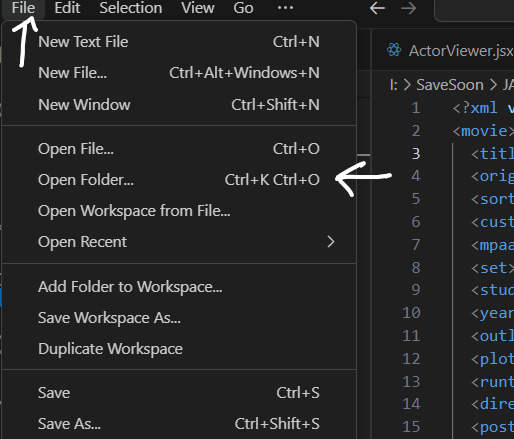 File Edit Selection View Go ...
New Text File Ctrl+N
New File... Ctrl+Alt+Windows+N
New Window Ctrl+Shift+N
Open File... Ctrl+O
Open Folder... Ctrl+K Ctrl+O
Open Workspace from File...
Open Recent
Add Folder to Workspace...
Save Workspace As...
Duplicate Workspace
Save Ctrl+S
Save As... Ctrl+Shift+S
ActorViewer.jsx
I: > SaveSoon > JA
1 <?xml v
2 <movie>
3 <titl
4 <orig
5 <sort
6 <cust
7 <mpaa
8 <set>
9 <stud
10 <year
11 <outl
12 <plot
13 <runt
14 <dire
15 <post